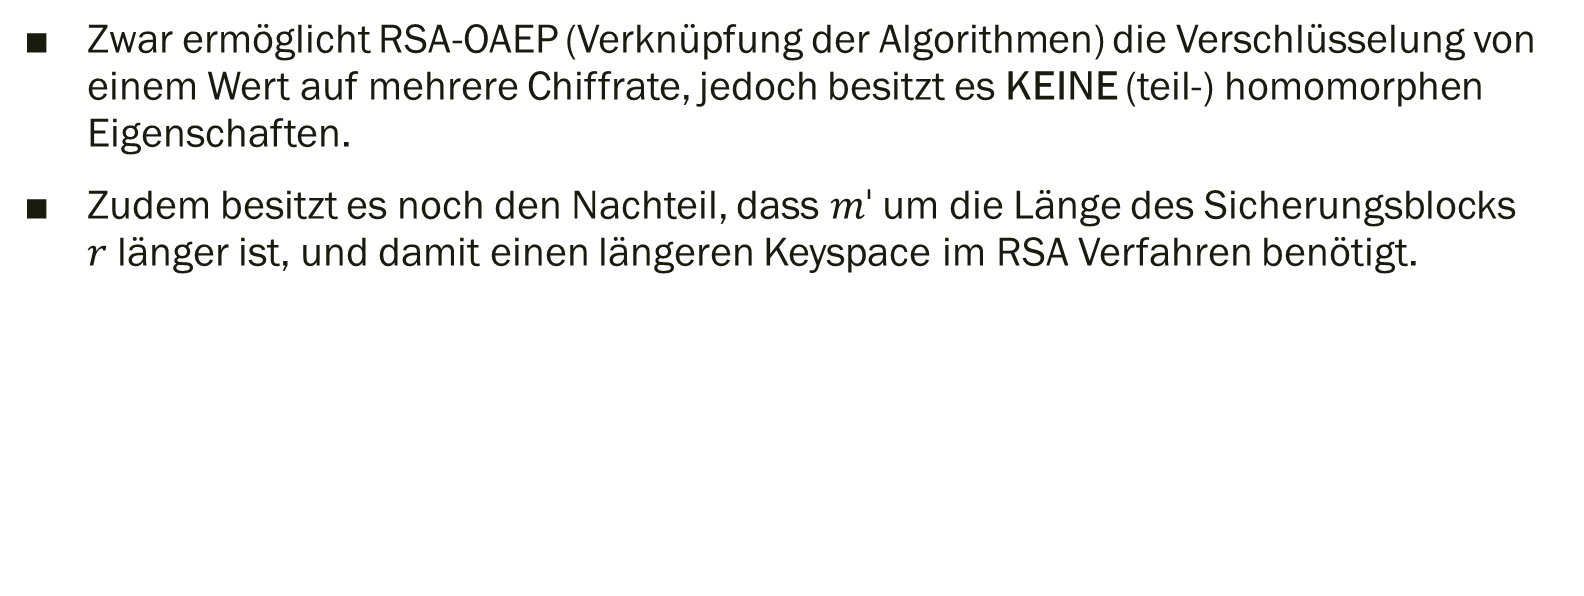 ■ Zwar ermöglicht RSA-OAEP (Verknüpfung der Algorithmen) die Verschlüsselung von
einem Wert auf mehrere Chiffrate, jedoch besitzt es KEINE (teil-) homomorphen
Eigenschaften.
■ Zudem besitzt es noch den Nachteil, dass m' um die Länge des Sicherungsblocks
r länger ist, und damit einen längeren Keyspace im RSA Verfahren benötigt.